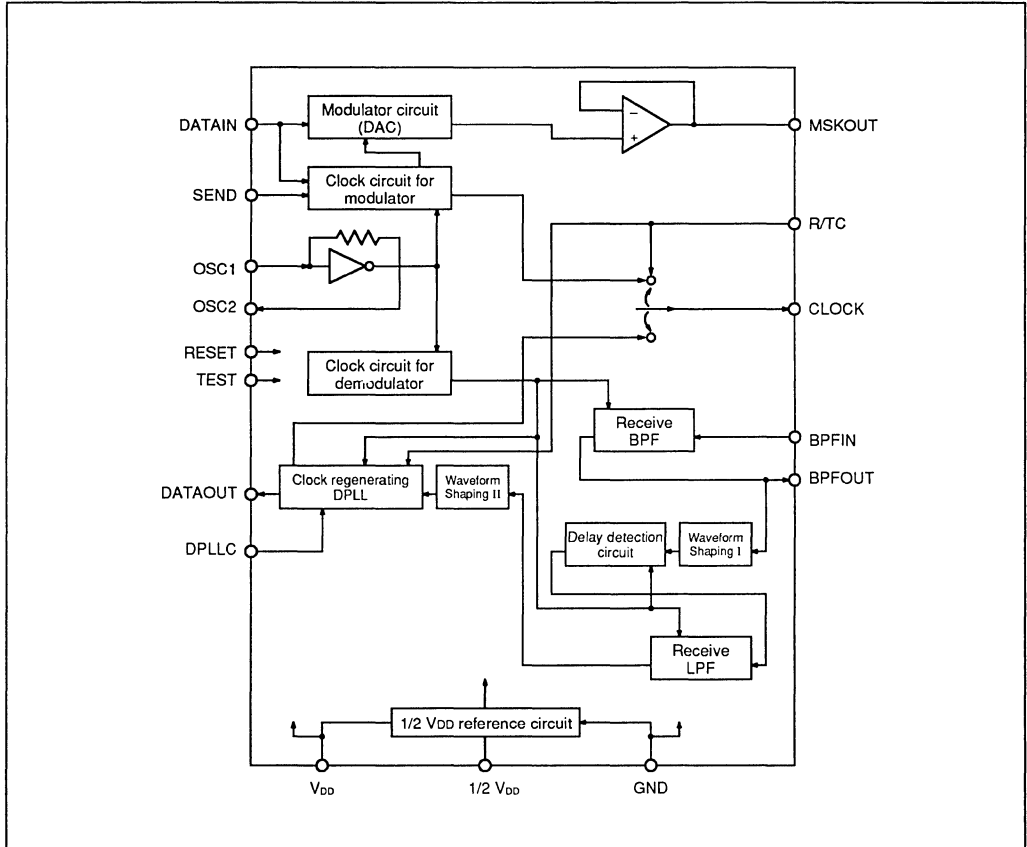 DATAIN
SEND
OSC1
OSC2
RESET
TEST
DATAOUT
DPLLC
Modulator circuit
(DAC)
Clock circuit for
modulator
Clock circuit for
demodulator
Clock regenerating
DPLL
Waveform
Shaping II
−
+
Receive
BPF
Delay detection
circuit
Waveform
Shaping I
Receive
LPF
1/2 VDD reference circuit
MSKOUT
R/TC
CLOCK
BPFIN
BPFOUT
VDD
1/2 VDD
GND